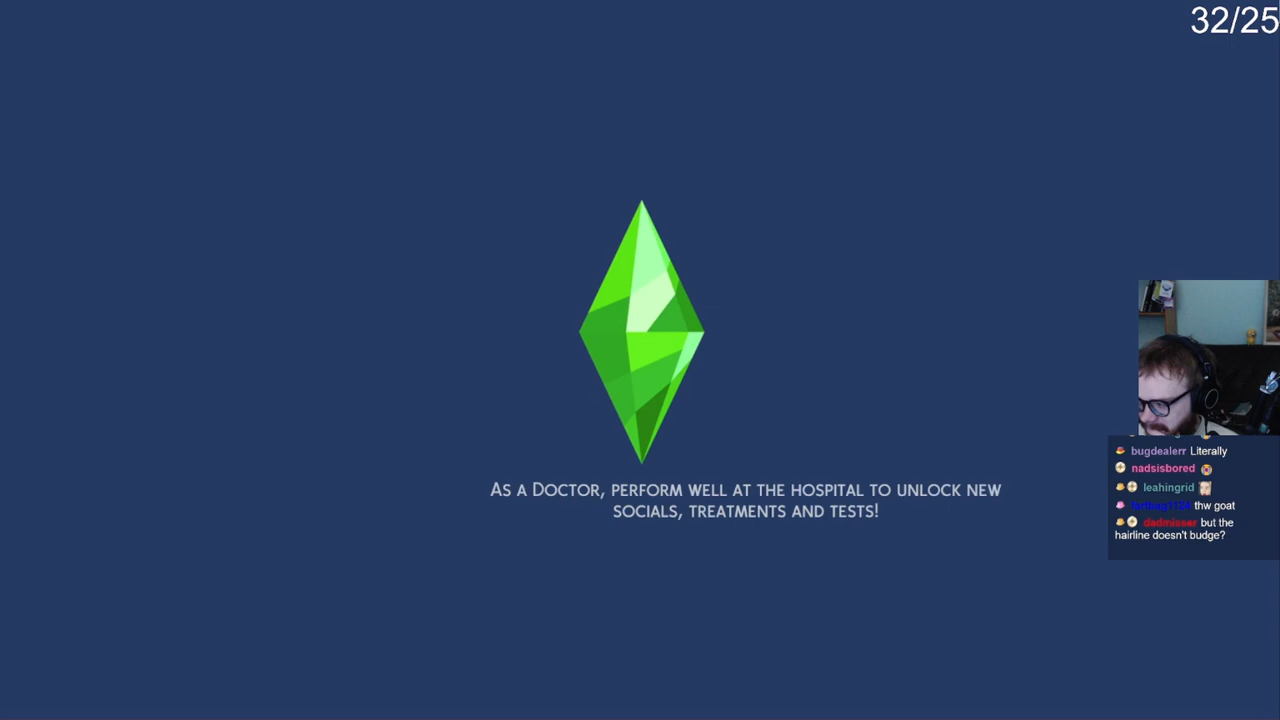 32/25
AS A DOCTOR, PERFORM WELL AT THE HOSPITAL TO UNLOCK NEW
SOCIALS, TREATMENTS AND TESTS!
bugdealerr Literally
nadsisbored
leahingrid
thw goat
dadmisser but the
hairline doesn't budge?